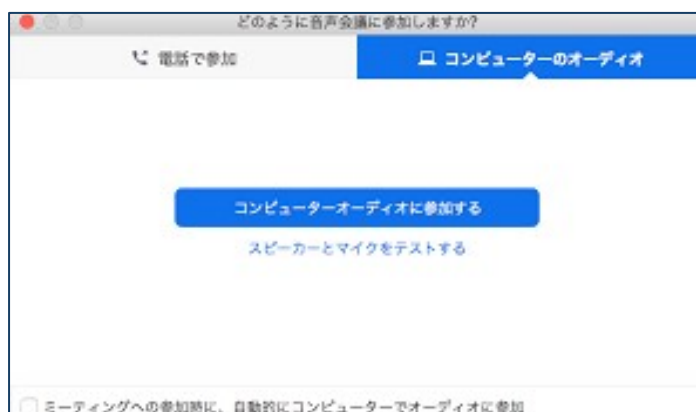 どのように音声会議に参加しますか?
電話で参加
コンピューターのオーディオ
コンピューターオーディオに参加する
スピーカーとマイクをテストする
ミーティングへの参加時に、自動的にコンピューターでオーディオに参加